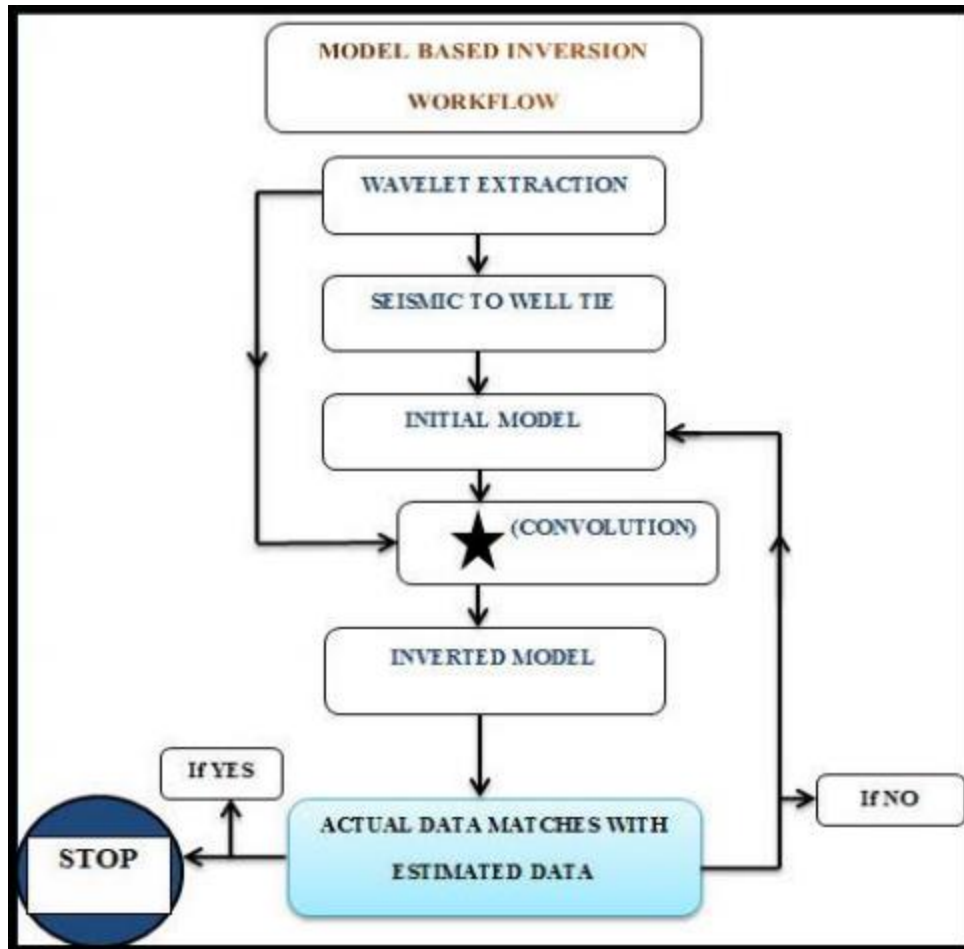 MODEL BASED INVERSION
WORKFLOW
WAVELET EXTRACTION
SEISMIC TO WELL TIE
INITIAL MODEL
(CONVOLUTION)
INVERTED MODEL
If YES
If NO
ACTUAL DATA MATCHES WITH
ESTIMATED DATA
STOP